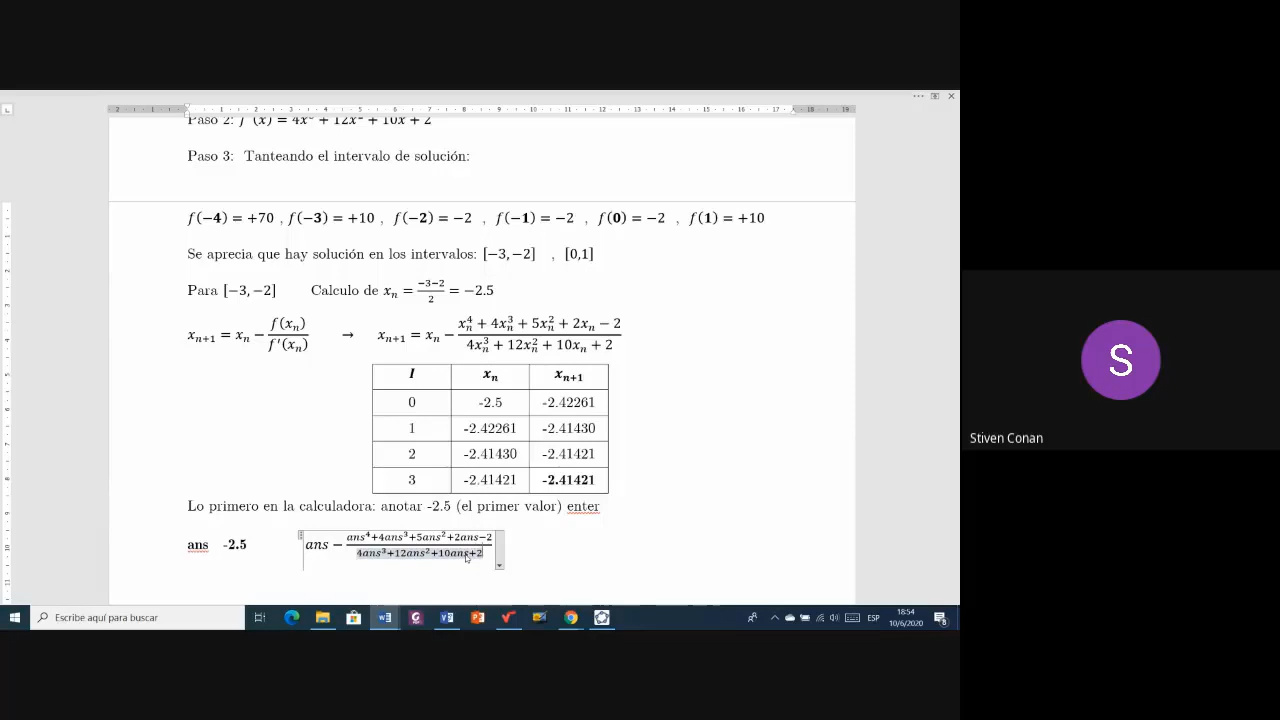 Paso 2: f'(x) = 4x³ + 12x² + 10x + 2
Paso 3: Tanteando el intervalo de solución:
f(−4) = +70 , f(−3) = +10 , f(−2) = −2 , f(−1) = −2 , f(0) = −2 , f(1) = +10
Se aprecia que hay solución en los intervalos: [−3, −2] , [0,1]
Para [−3, −2] Calculo de xₙ = (−3−2)/2 = −2.5
xₙ₊₁ = xₙ − f(xₙ)/f'(xₙ) → xₙ₊₁ = xₙ − (xₙ⁴ + 4xₙ³ + 5xₙ² + 2xₙ − 2)/(4xₙ³ + 12xₙ² + 10xₙ + 2)
I xₙ xₙ₊₁
0 -2.5 -2.42261
1 -2.42261 -2.41430
2 -2.41430 -2.41421
3 -2.41421 -2.41421
Lo primero en la calculadora: anotar -2.5 (el primer valor) enter
ans -2.5 ans − (ans⁴+4ans³+5ans²+2ans−2)/(4ans³+12ans²+10ans+2)
S
Stiven Conan
Escribe aquí para buscar
ESP
18:54
10/6/2020